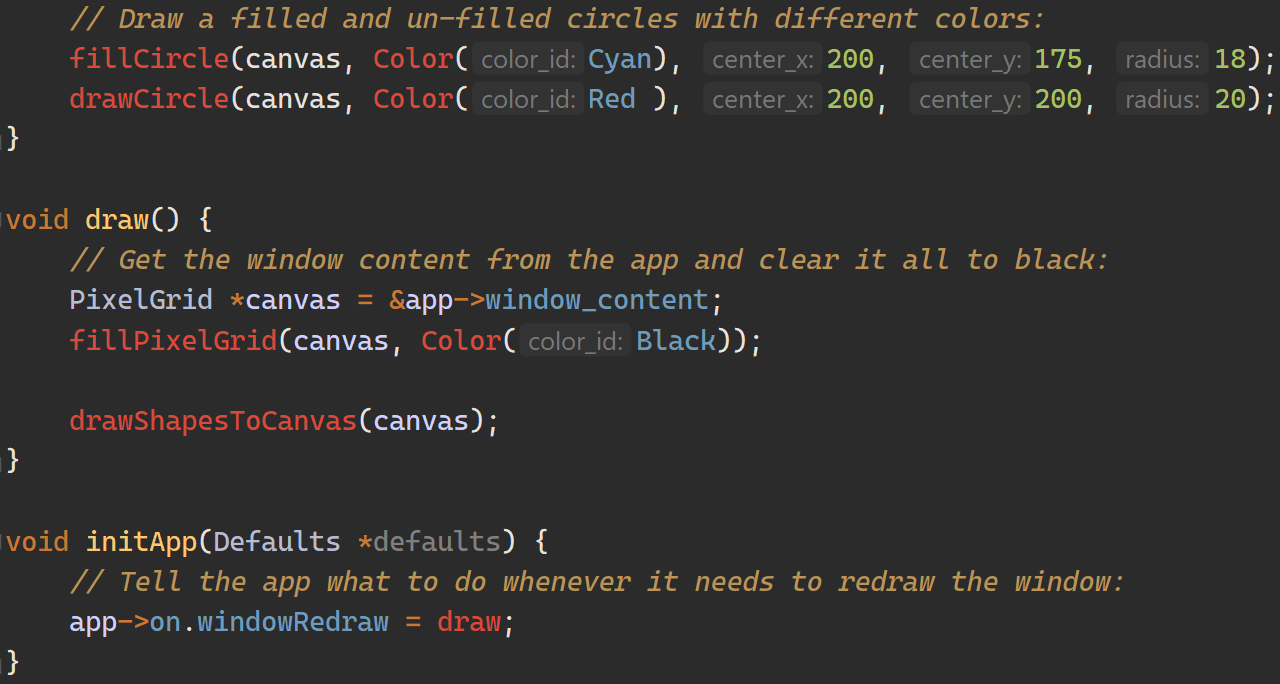 // Draw a filled and un-filled circles with different colors:
fillCircle(canvas, Color( color_id: Cyan), center_x: 200, center_y: 175, radius: 18);
drawCircle(canvas, Color( color_id: Red ), center_x: 200, center_y: 200, radius: 20);
}
void draw() {
// Get the window content from the app and clear it all to black:
PixelGrid *canvas = &app->window_content;
fillPixelGrid(canvas, Color( color_id: Black));
drawShapesToCanvas(canvas);
}
void initApp(Defaults *defaults) {
// Tell the app what to do whenever it needs to redraw the window:
app->on.windowRedraw = draw;
}